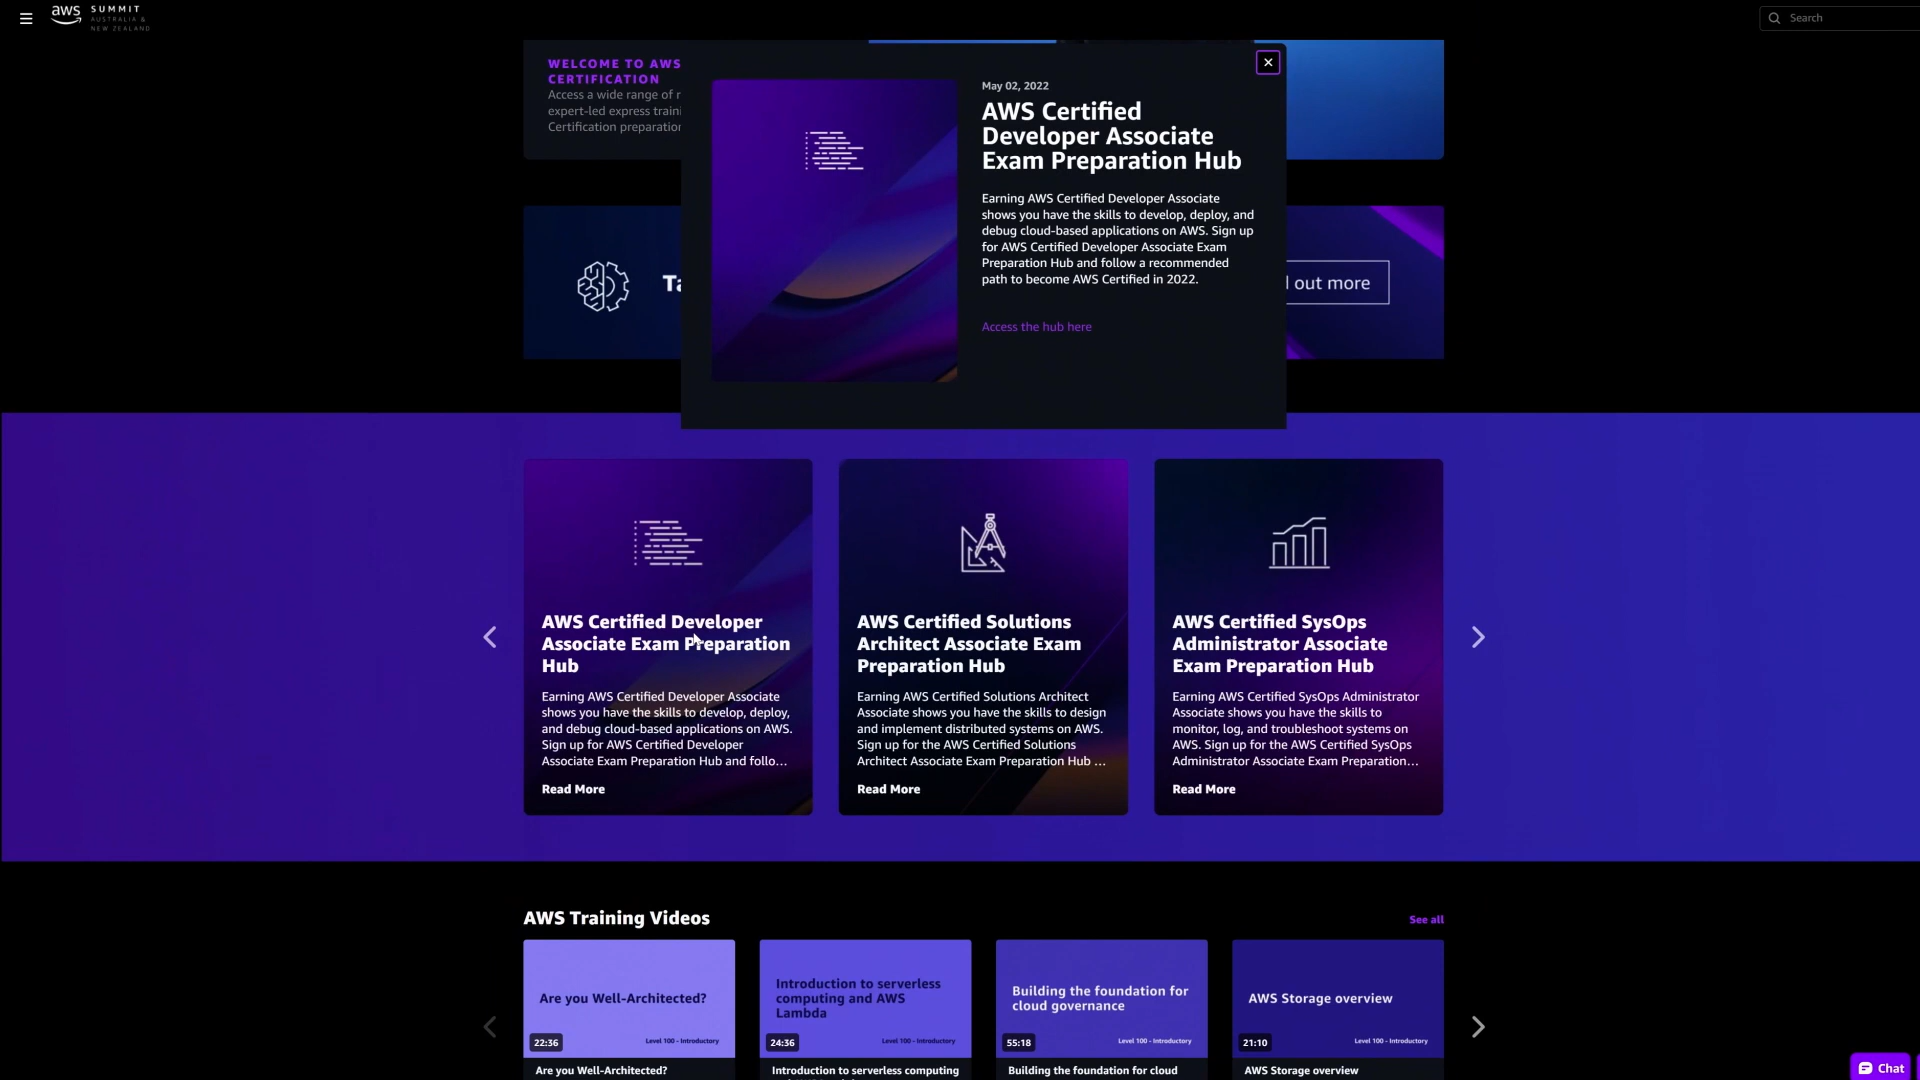 aws
SUMMIT
AUSTRALIA &
NEW ZEALAND
Search
WELCOME TO AWS
CERTIFICATION
Access a wide range of r
expert-led express traini
Certification preparation
May 02, 2022
AWS Certified
Developer Associate
Exam Preparation Hub
Earning AWS Certified Developer Associate
shows you have the skills to develop, deploy, and
debug cloud-based applications on AWS. Sign up
for AWS Certified Developer Associate Exam
Preparation Hub and follow a recommended
path to become AWS Certified in 2022.
Access the hub here
Ta
out more
AWS Certified Developer
Associate Exam Preparation
Hub
Earning AWS Certified Developer Associate
shows you have the skills to develop, deploy,
and debug cloud-based applications on AWS.
Sign up for AWS Certified Developer
Associate Exam Preparation Hub and follo...
Read More
AWS Certified Solutions
Architect Associate Exam
Preparation Hub
Earning AWS Certified Solutions Architect
Associate shows you have the skills to design
and implement distributed systems on AWS.
Sign up for the AWS Certified Solutions
Architect Associate Exam Preparation Hub ...
Read More
AWS Certified SysOps
Administrator Associate
Exam Preparation Hub
Earning AWS Certified SysOps Administrator
Associate shows you have the skills to
monitor, log, and troubleshoot systems on
AWS. Sign up for the AWS Certified SysOps
Administrator Associate Exam Preparation...
Read More
AWS Training Videos
See all
Are you Well-Architected?
22:36
Level 100 - Introductory
Are you Well-Architected?
Introduction to serverless
computing and AWS
Lambda
24:36
Level 100 - Introductory
Introduction to serverless computing
Building the foundation for
cloud governance
55:18
Level 100 - Introductory
Building the foundation for cloud
AWS Storage overview
21:10
Level 100 - Introductory
AWS Storage overview
Chat